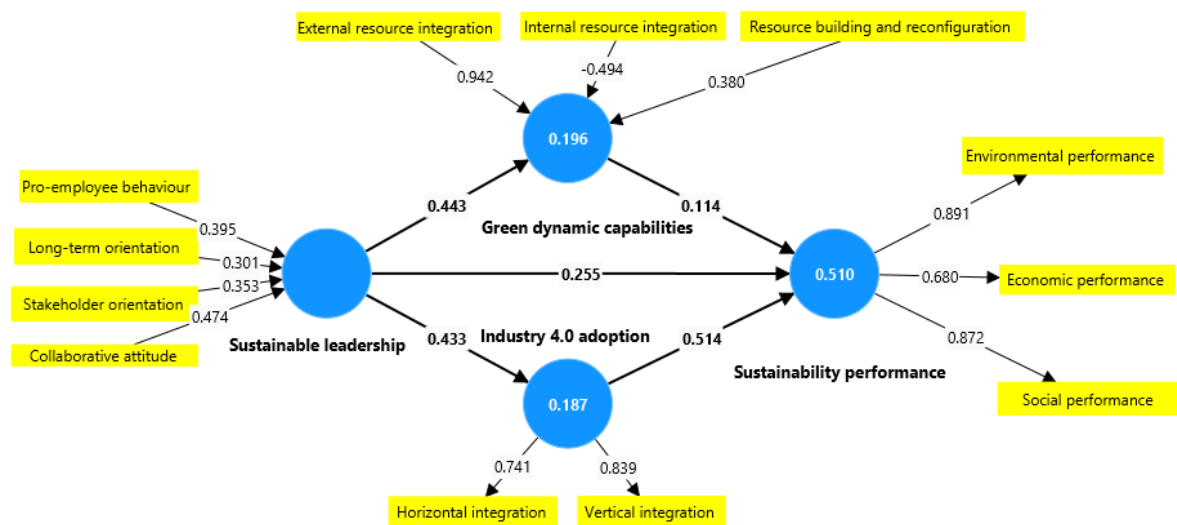 External resource integration
Internal resource integration
Resource building and reconfiguration
0.942
-0.494
0.380
0.196
Environmental performance
Pro-employee behaviour
0.395
0.443
0.114
0.891
Green dynamic capabilities
Long-term orientation
0.301
0.255
0.510
0.680
Economic performance
0.353
Stakeholder orientation
0.474
Collaborative attitude
Sustainable leadership
0.433
Industry 4.0 adoption
0.514
0.872
Sustainability performance
0.187
Social performance
0.741
0.839
Horizontal integration
Vertical integration